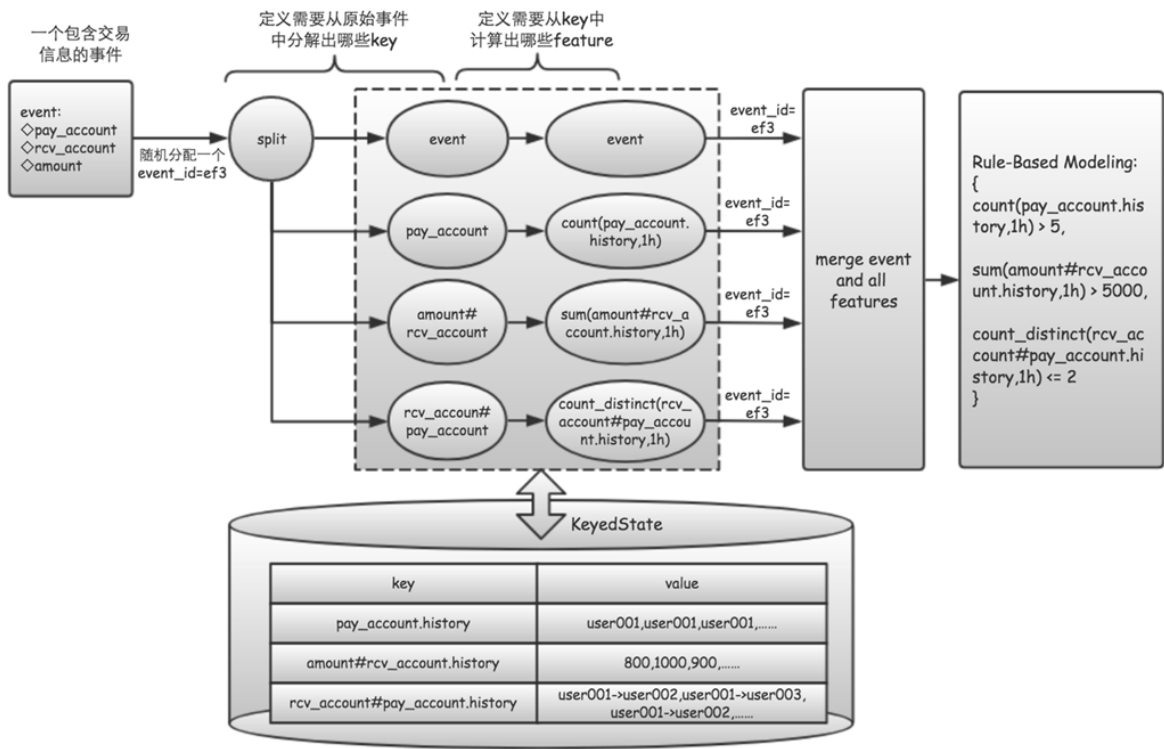 一个包含交易
信息的事件
定义需要从原始事件
中分解出哪些key
定义需要从key中
计算出哪些feature
event:
◇pay_account
◇rcv_account
◇amount
随机分配一个
event_id=ef3
split
event
event
event_id=
ef3
pay_account
count(pay_account.
history,1h)
event_id=
ef3
amount#
rcv_account
sum(amount#rcv_a
ccount.history,1h)
event_id=
ef3
rcv_accoun#
pay_account
count_distinct(rcv_
account#pay_accou
nt.history,1h)
event_id=
ef3
merge event
and all
features
Rule-Based Modeling:
{
count(pay_account.his
tory,1h) > 5,
sum(amount#rcv_acco
unt.history,1h) > 5000,
count_distinct(rcv_ac
count#pay_account.hi
story,1h) <= 2
}
KeyedState
key
value
pay_account.history
user001,user001,user001,......
amount#rcv_account.history
800,1000,900,......
rcv_account#pay_account.history
user001->user002,user001->user003,
user001->user002,......